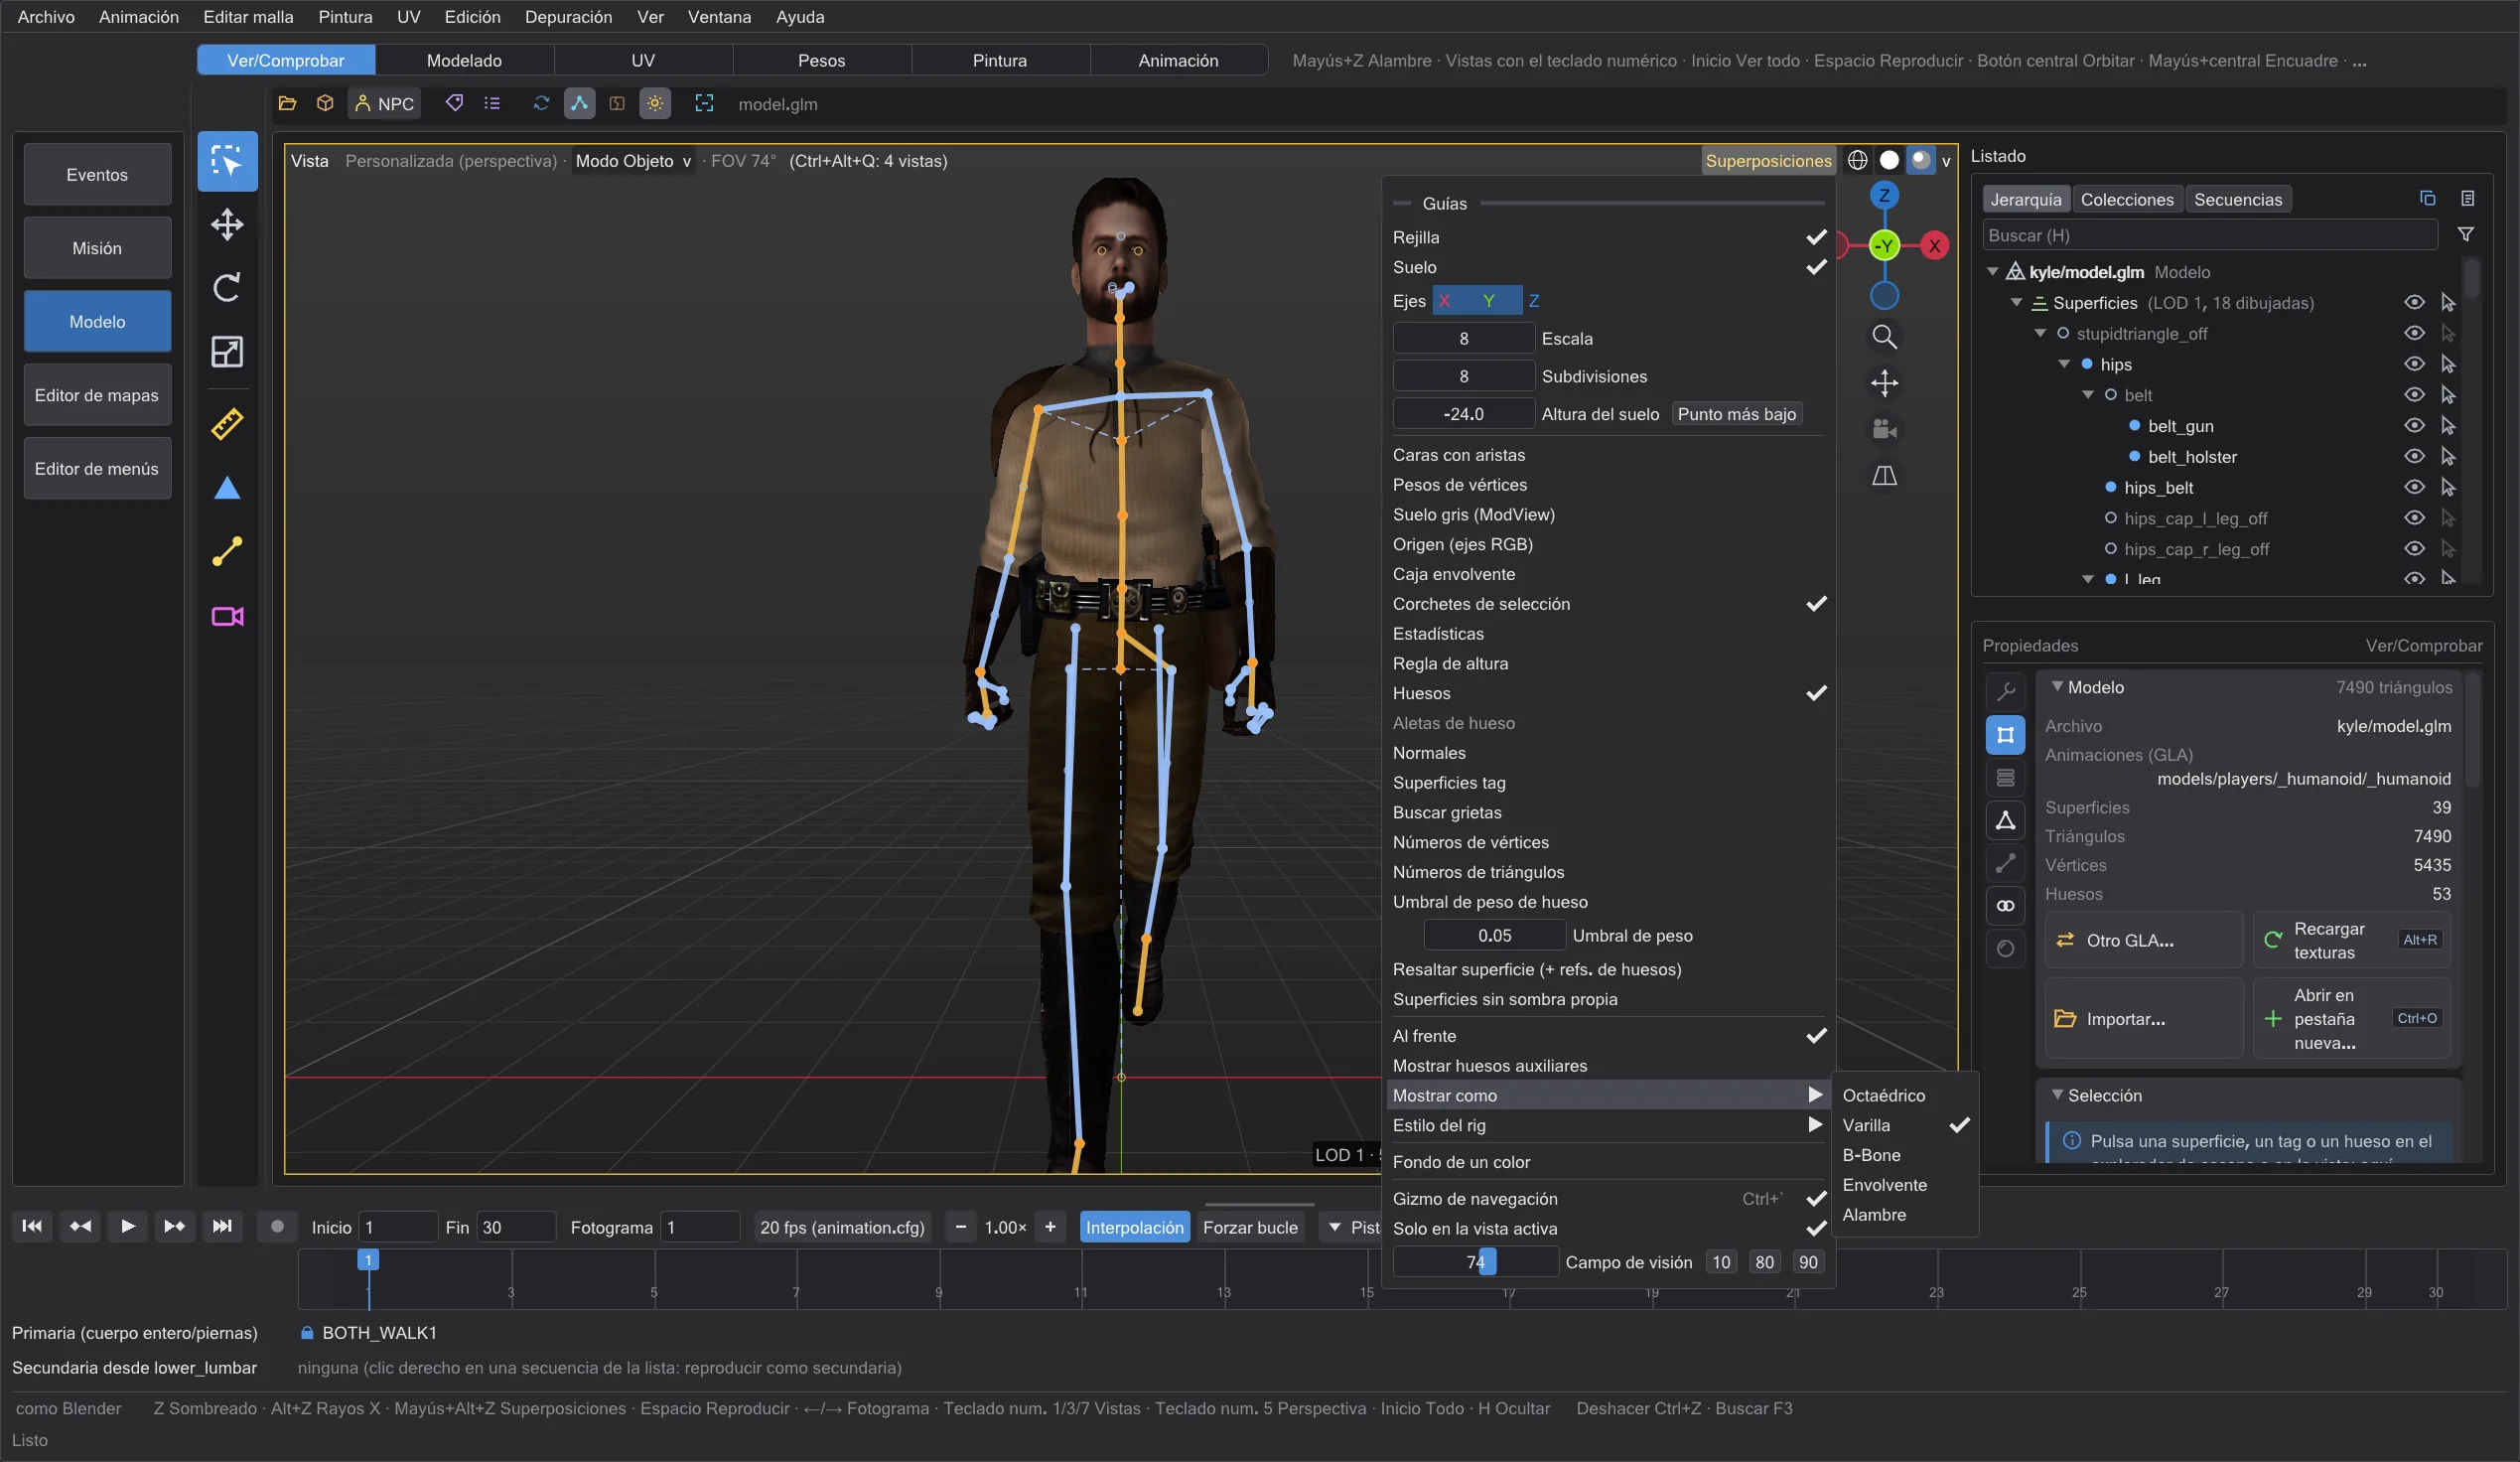 Archivo Animación Editar malla Pintura UV Edición Depuración Ver Ventana Ayuda
Ver/Comprobar Modelado UV Pesos Pintura Animación Mayús+Z Alambre · Vistas con el teclado numérico · Inicio Ver todo · Espacio Reproducir · Botón central Orbitar · Mayús+central Encuadre · ...
NPC model.glm
Eventos
Misión
Modelo
Editor de mapas
Editor de menús
Vista Personalizada (perspectiva) · Modo Objeto v · FOV 74° (Ctrl+Alt+Q: 4 vistas)
Superposiciones v
Z
-Y
X
Guías
Rejilla
Suelo
Ejes X Y Z
8 Escala
8 Subdivisiones
-24.0 Altura del suelo Punto más bajo
Caras con aristas
Pesos de vértices
Suelo gris (ModView)
Origen (ejes RGB)
Caja envolvente
Corchetes de selección
Estadísticas
Regla de altura
Huesos
Aletas de hueso
Normales
Superficies tag
Buscar grietas
Números de vértices
Números de triángulos
Umbral de peso de hueso
0.05 Umbral de peso
Resaltar superficie (+ refs. de huesos)
Superficies sin sombra propia
Al frente
Mostrar huesos auxiliares
Mostrar como
Estilo del rig
Fondo de un color
Gizmo de navegación Ctrl+`
Solo en la vista activa
74 Campo de visión 10 80 90
Octaédrico
Varilla
B-Bone
Envolvente
Alambre
LOD 1 ·
Listado
Jerarquía Colecciones Secuencias
Buscar (H)
kyle/model.glm Modelo
Superficies (LOD 1, 18 dibujadas)
stupidtriangle_off
hips
belt
belt_gun
belt_holster
hips_belt
hips_cap_l_leg_off
hips_cap_r_leg_off
l_leg
Propiedades Ver/Comprobar
Modelo 7490 triángulos
Archivo kyle/model.glm
Animaciones (GLA)
models/players/_humanoid/_humanoid
Superficies 39
Triángulos 7490
Vértices 5435
Huesos 53
Otro GLA...
Recargar texturas Alt+R
Importar...
Abrir en pestaña nueva... Ctrl+O
Selección
Pulsa una superficie, un tag o un hueso en el
Inicio 1 Fin 30 Fotograma 1 20 fps (animation.cfg) − 1.00× + Interpolación Forzar bucle Pist
1
1 3 5 7 9 11 13 15 17 19 21 23 25 27 29 30
Primaria (cuerpo entero/piernas) BOTH_WALK1
Secundaria desde lower_lumbar ninguna (clic derecho en una secuencia de la lista: reproducir como secundaria)
como Blender Z Sombreado · Alt+Z Rayos X · Mayús+Alt+Z Superposiciones · Espacio Reproducir · ←/→ Fotograma · Teclado num. 1/3/7 Vistas · Teclado num. 5 Perspectiva · Inicio Todo · H Ocultar Deshacer Ctrl+Z · Buscar F3
Listo